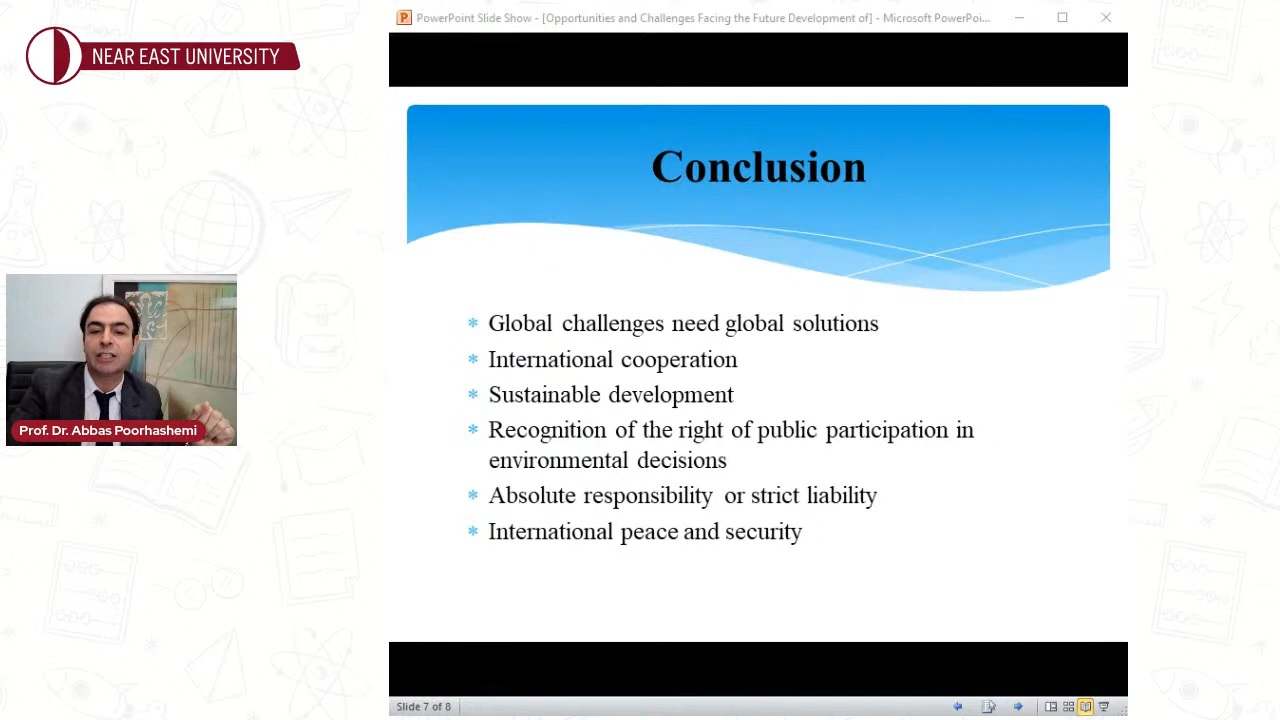 NEAR EAST UNIVERSITY
PowerPoint Slide Show - [Opportunities and Challenges Facing the Future Development of] - Microsoft PowerPoi...
Conclusion
* Global challenges need global solutions
* International cooperation
* Sustainable development
* Recognition of the right of public participation in
environmental decisions
* Absolute responsibility or strict liability
* International peace and security
Prof. Dr. Abbas Poorhashemi
Slide 7 of 8